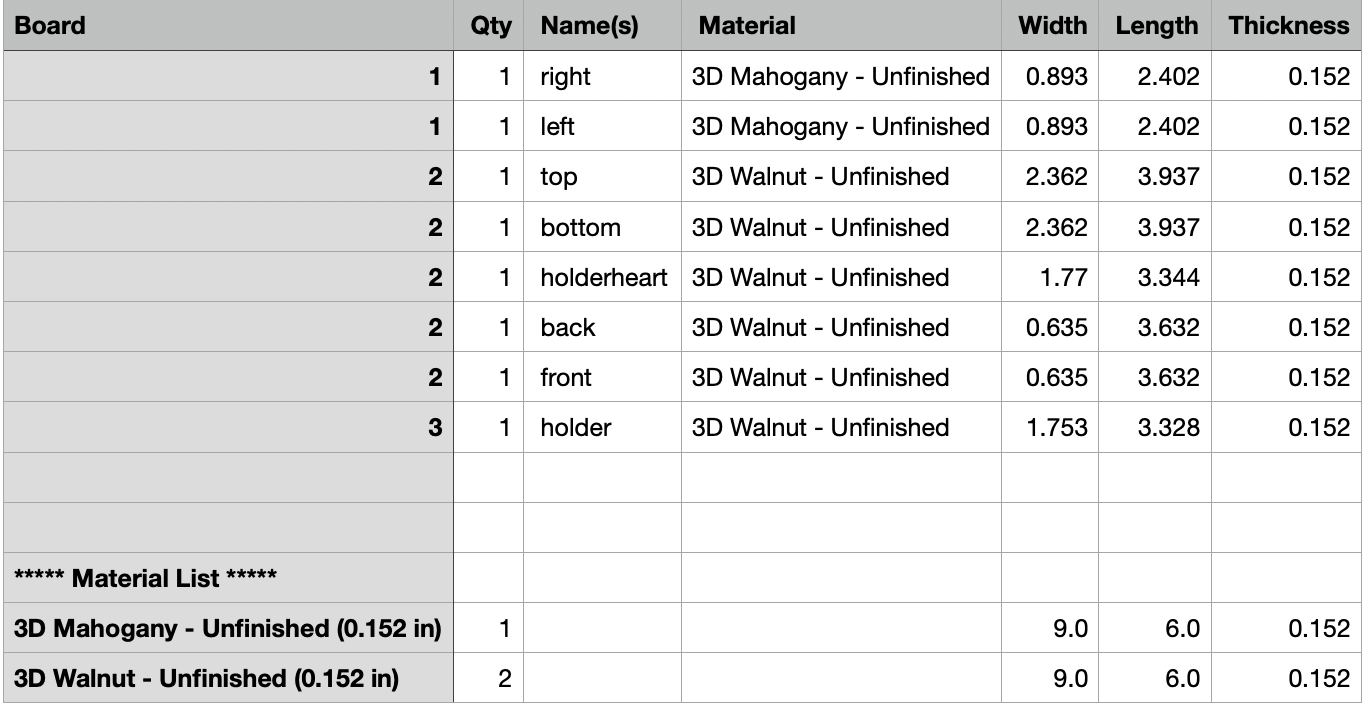 Board Qty Name(s) Material Width Length Thickness
1 1 right 3D Mahogany - Unfinished 0.893 2.402 0.152
1 1 left 3D Mahogany - Unfinished 0.893 2.402 0.152
2 1 top 3D Walnut - Unfinished 2.362 3.937 0.152
2 1 bottom 3D Walnut - Unfinished 2.362 3.937 0.152
2 1 holderheart 3D Walnut - Unfinished 1.77 3.344 0.152
2 1 back 3D Walnut - Unfinished 0.635 3.632 0.152
2 1 front 3D Walnut - Unfinished 0.635 3.632 0.152
3 1 holder 3D Walnut - Unfinished 1.753 3.328 0.152
***** Material List *****
3D Mahogany - Unfinished (0.152 in) 1 9.0 6.0 0.152
3D Walnut - Unfinished (0.152 in) 2 9.0 6.0 0.152